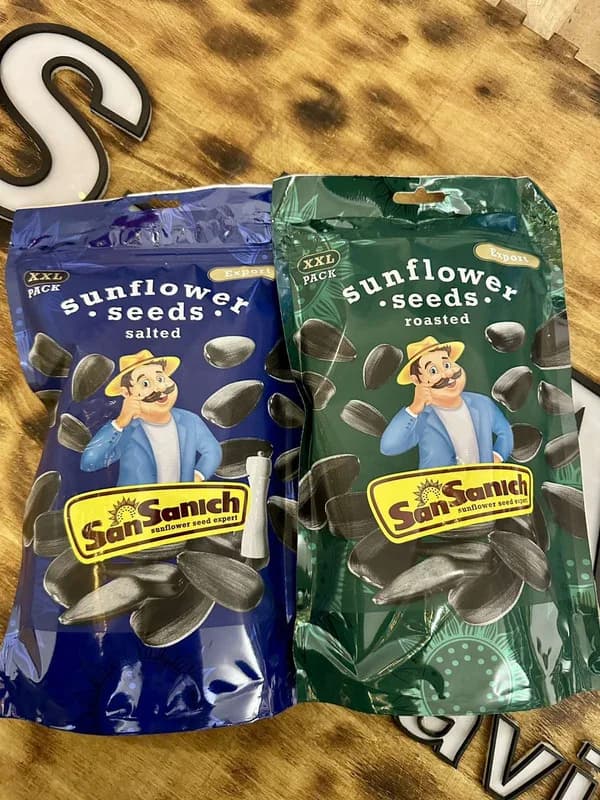 S
XXL
PACK
Export
sunflower
seeds
salted
SanSanich
sunflower seed expert
XXL
PACK
Export
sunflower
seeds
roasted
SanSanich
sunflower seed expert
avi